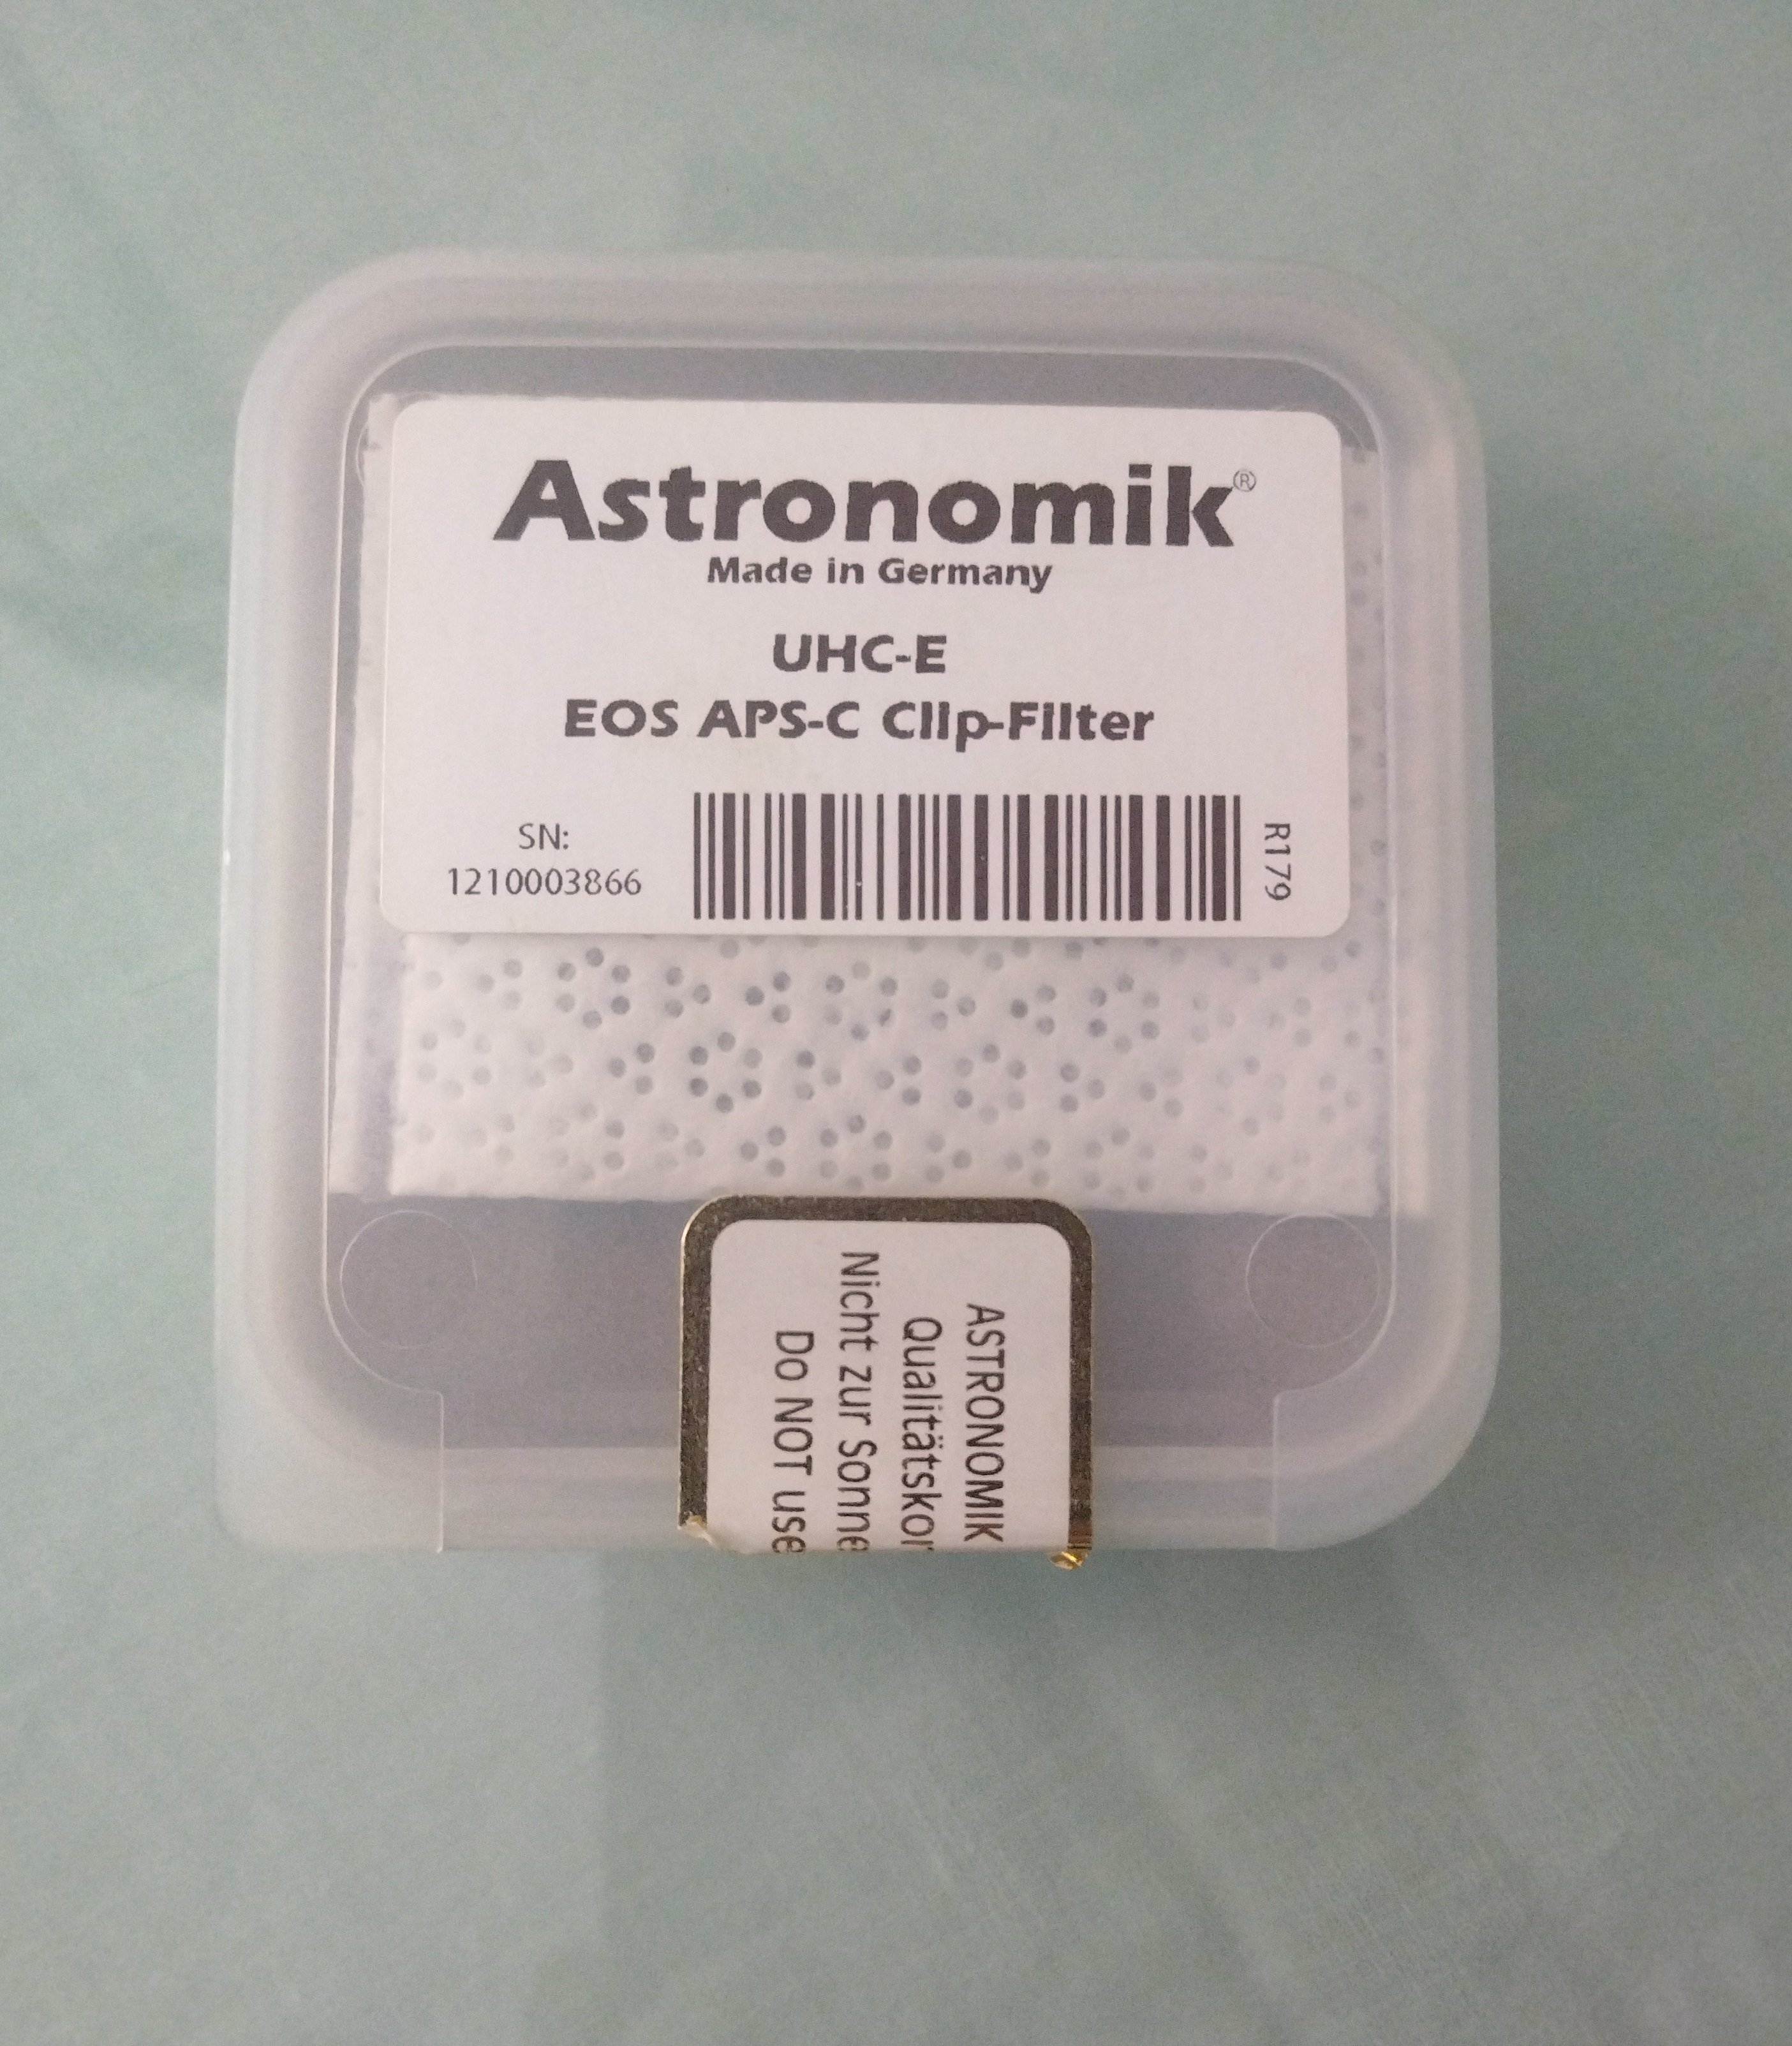 Astronomik®
Made in Germany
UHC-E
EOS APS-C Clip-Filter
SN:
1210003866
R179
ASTRONOMIK
Nicht zur Sonne
Do NOT use